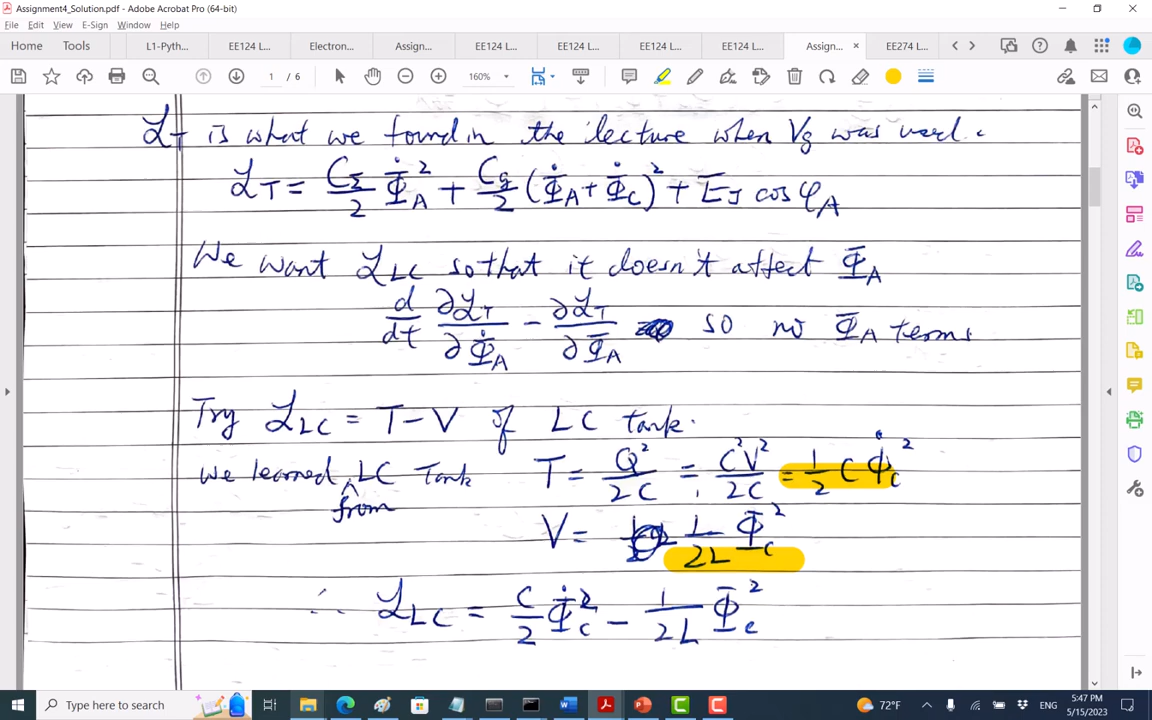 Assignment4_Solution.pdf - Adobe Acrobat Pro (64-bit)
File Edit View E-Sign Window Help
Home Tools L1-Pyth... EE124 L... Electron... Assign... EE124 L... EE124 L... EE124 L... EE124 L... Assign... × EE274 L...
1 / 6 160%
ℒT is what we found in the lecture when Vg was used.
ℒT = CΣ/2 Φ̇A² + Cg/2 (Φ̇A + Φ̇C)² + EJ cos φA
We want ℒLC so that it doesn't affect ΦA
d/dt ∂ℒT/∂Φ̇A − ∂ℒT/∂ΦA so no ΦA terms
Try ℒLC = T − V of LC tank.
We learned from LC Tank T = Q²/2C = C²V²/2C = 1/2 C Φ̇c²
V = 1/2L Φc²
∴ ℒLC = C/2 Φ̇c² − 1/2L Φc²
Type here to search 72°F ENG 5:47 PM
5/15/2023